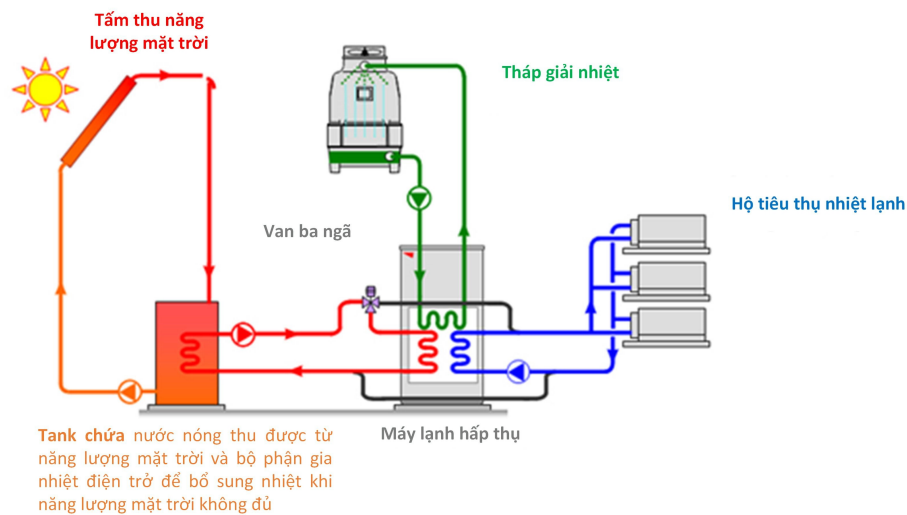 Tấm thu năng
lượng mặt trời
Tháp giải nhiệt
Hộ tiêu thụ nhiệt lạnh
Van ba ngã
Máy lạnh hấp thụ
Tank chứa nước nóng thu được từ
năng lượng mặt trời và bộ phận gia
nhiệt điện trở để bổ sung nhiệt khi
năng lượng mặt trời không đủ